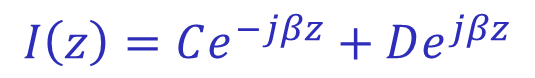 I(z) = Ce^{-jβz} + De^{jβz}